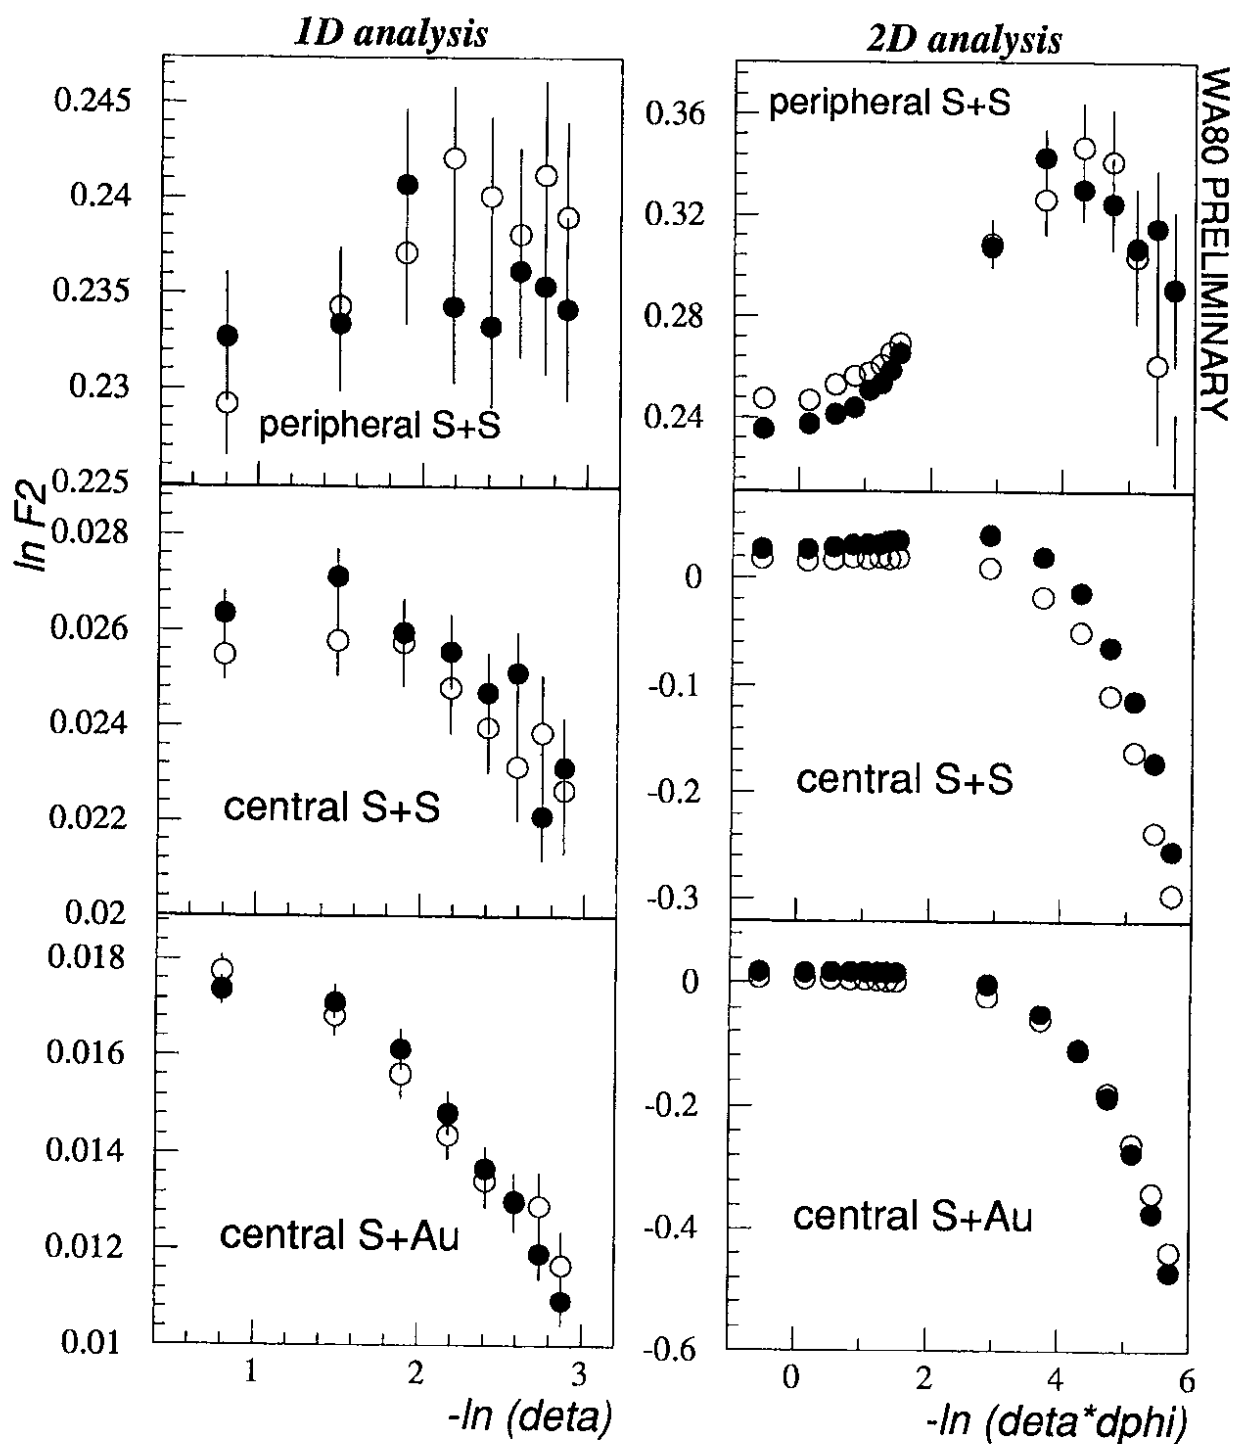 1D analysis
2D analysis
WA80 PRELIMINARY
ln F2
0.245
0.24
0.235
0.23
0.225
peripheral S+S
0.36
0.32
0.28
0.24
peripheral S+S
0.028
0.026
0.024
0.022
0.02
central S+S
0
-0.1
-0.2
-0.3
central S+S
0.018
0.016
0.014
0.012
0.01
central S+Au
0
-0.2
-0.4
-0.6
central S+Au
1 2 3
-ln (deta)
0 2 4 6
-ln (deta*dphi)